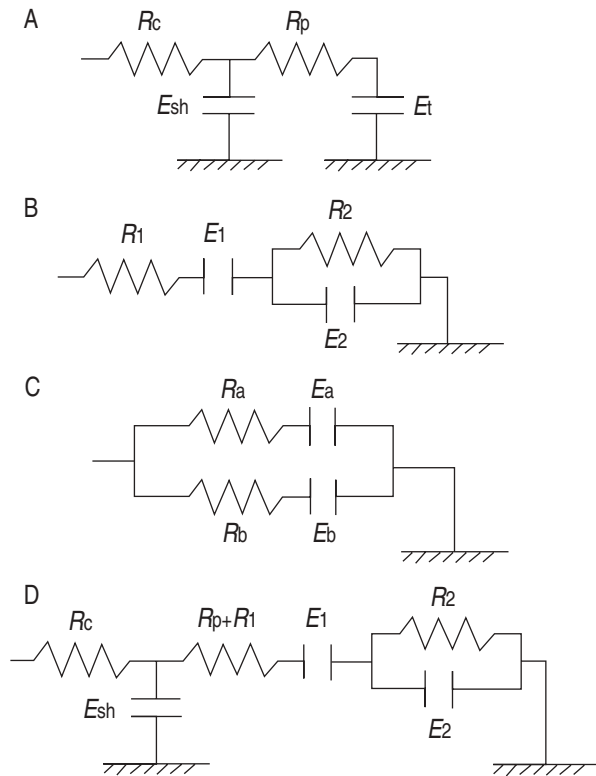 A
Rc Rp
Esh Et
B
R1 E1 R2
E2
C
Ra Ea
Rb Eb
D
Rc Rp+R1 E1 R2
Esh E2